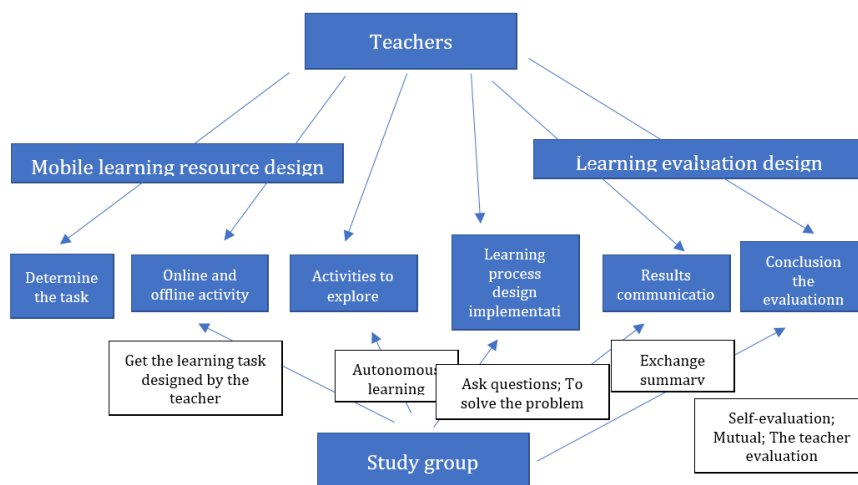 Teachers
Mobile learning resource design
Learning evaluation design
Determine
the task
Online and
offline activity
Activities to
explore
Learning
process
design
implementati
Results
communicatio
Conclusion
the
evaluationn
Get the learning task
designed by the
teacher
Autonomous
learning
Ask questions; To
solve the problem
Exchange
summary
Self-evaluation;
Mutual; The teacher
evaluation
Study group